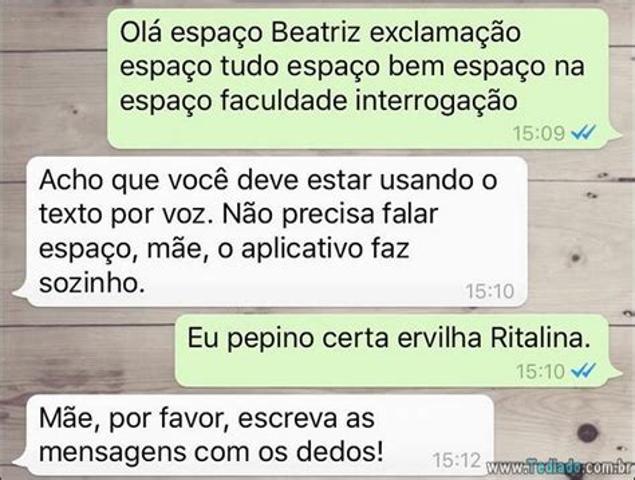 Olá espaço Beatriz exclamação
espaço tudo espaço bem espaço na
espaço faculdade interrogação
15:09
Acho que você deve estar usando o
texto por voz. Não precisa falar
espaço, mãe, o aplicativo faz
sozinho.
15:10
Eu pepino certa ervilha Ritalina.
15:10
Mãe, por favor, escreva as
mensagens com os dedos!
15:12
www.Tediado.com.br